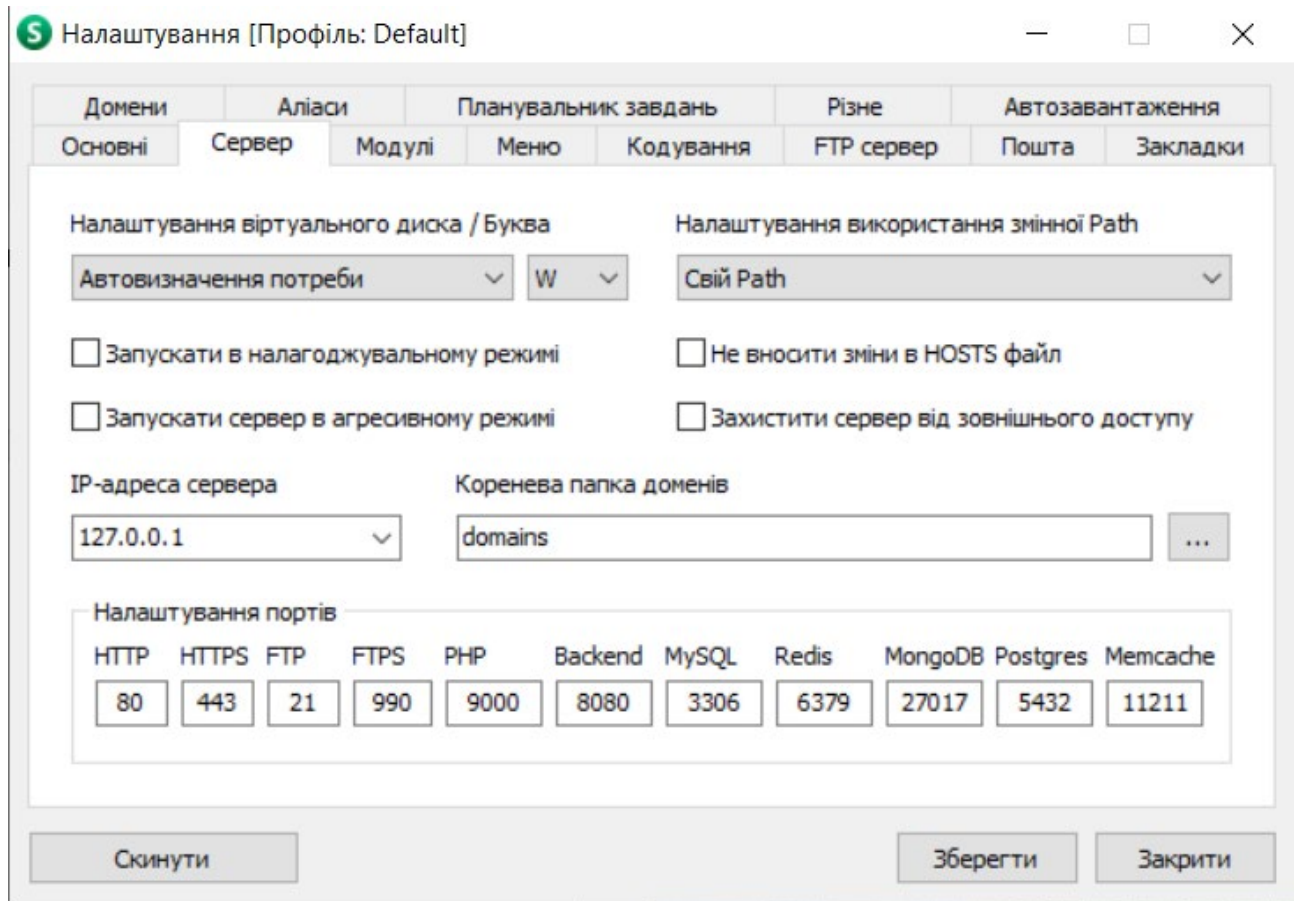 S Налаштування [Профіль: Default]
Домени Аліаси Планувальник завдань Різне Автозавантаження
Основні Сервер Модулі Меню Кодування FTP сервер Пошта Закладки
Налаштування віртуального диска / Буква Налаштування використання змінної Path
Автовизначення потреби W Свій Path
Запускати в налагоджувальному режимі Не вносити зміни в HOSTS файл
Запускати сервер в агресивному режимі Захистити сервер від зовнішнього доступу
IP-адреса сервера Коренева папка доменів
127.0.0.1 domains ...
Налаштування портів
HTTP HTTPS FTP FTPS PHP Backend MySQL Redis MongoDB Postgres Memcache
80 443 21 990 9000 8080 3306 6379 27017 5432 11211
Скинути Зберегти Закрити